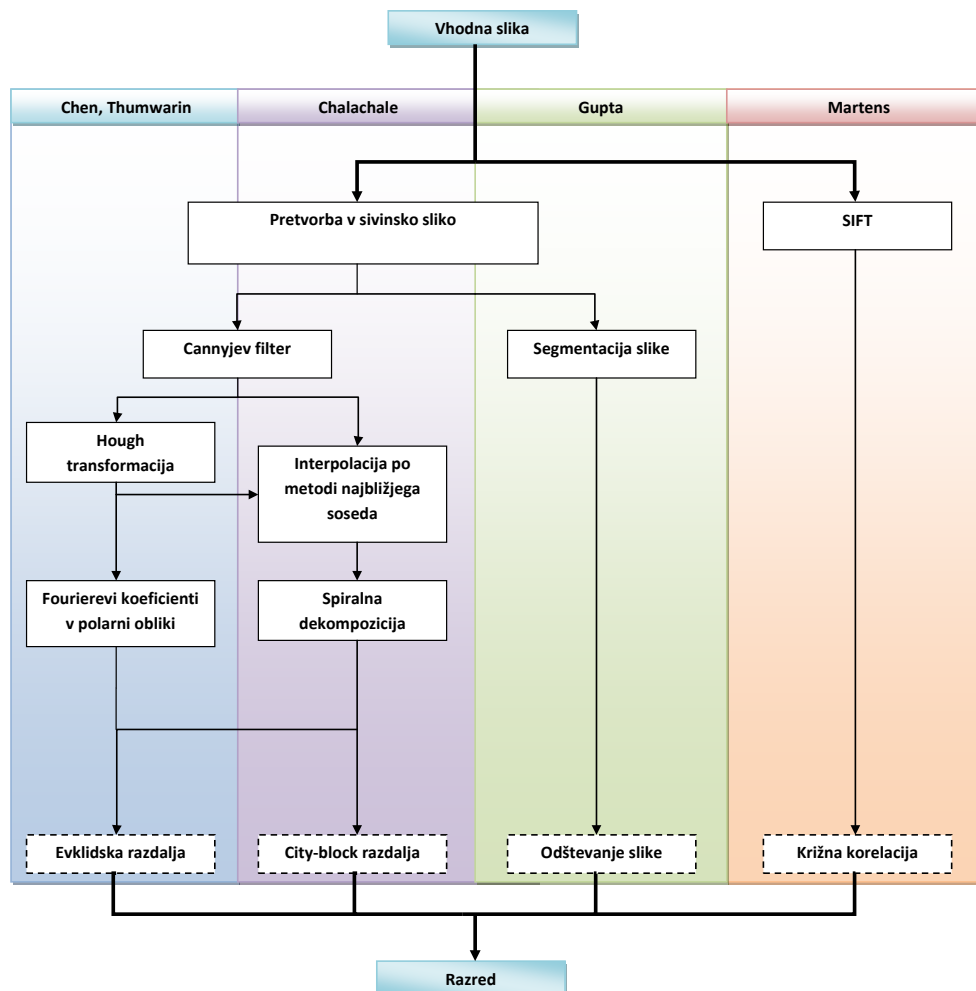 Vhodna slika
Chen, Thumwarin
Chalachale
Gupta
Martens
Pretvorba v sivinsko sliko
SIFT
Cannyjev filter
Segmentacija slike
Hough
transformacija
Interpolacija po
metodi najbližjega
soseda
Fourierevi koeficienti
v polarni obliki
Spiralna
dekompozicija
Evklidska razdalja
City-block razdalja
Odštevanje slike
Križna korelacija
Razred